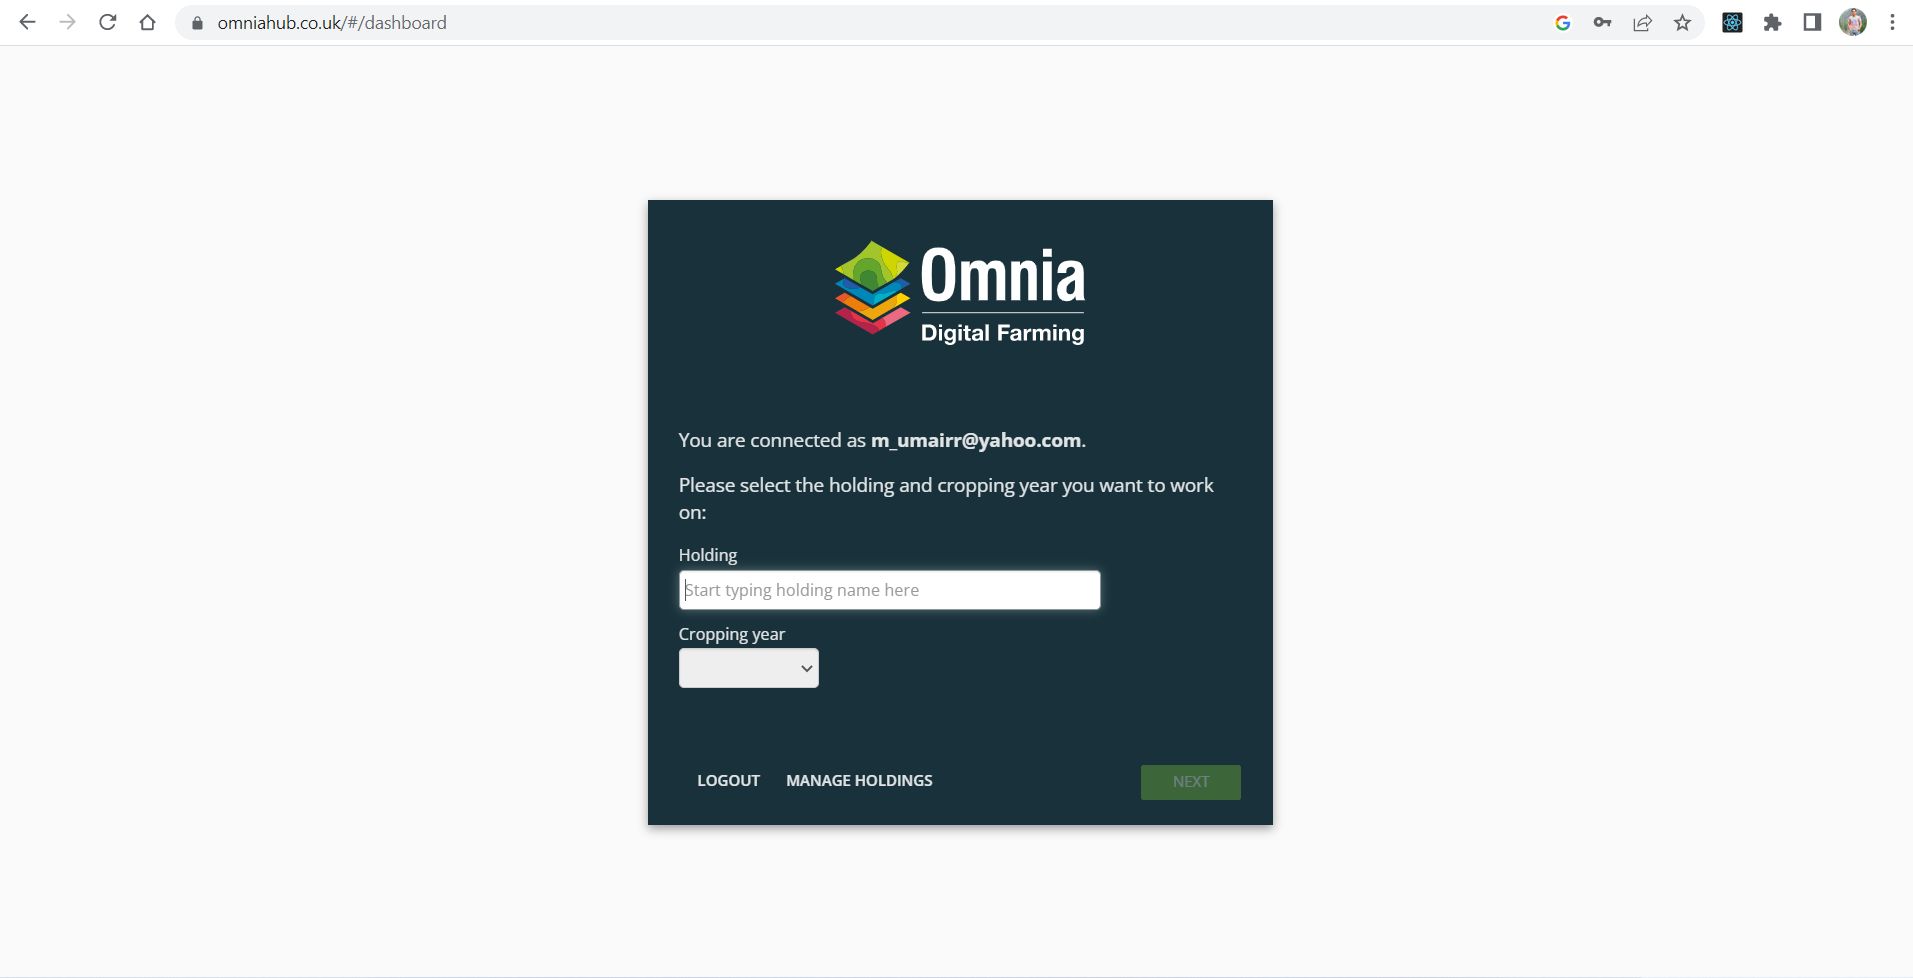 omniahub.co.uk/#/dashboard
Omnia
Digital Farming
You are connected as m_umairr@yahoo.com.
Please select the holding and cropping year you want to work
on:
Holding
Start typing holding name here
Cropping year
LOGOUT MANAGE HOLDINGS NEXT